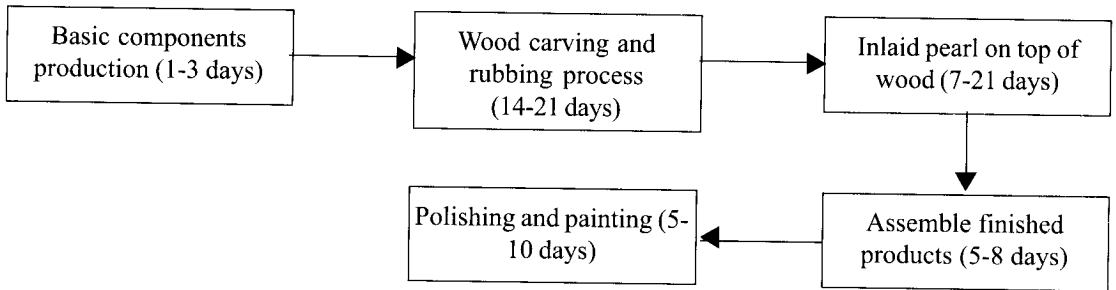 Basic components
production (1-3 days)
Wood carving and
rubbing process
(14-21 days)
Inlaid pearl on top of
wood (7-21 days)
Assemble finished
products (5-8 days)
Polishing and painting (5-
10 days)